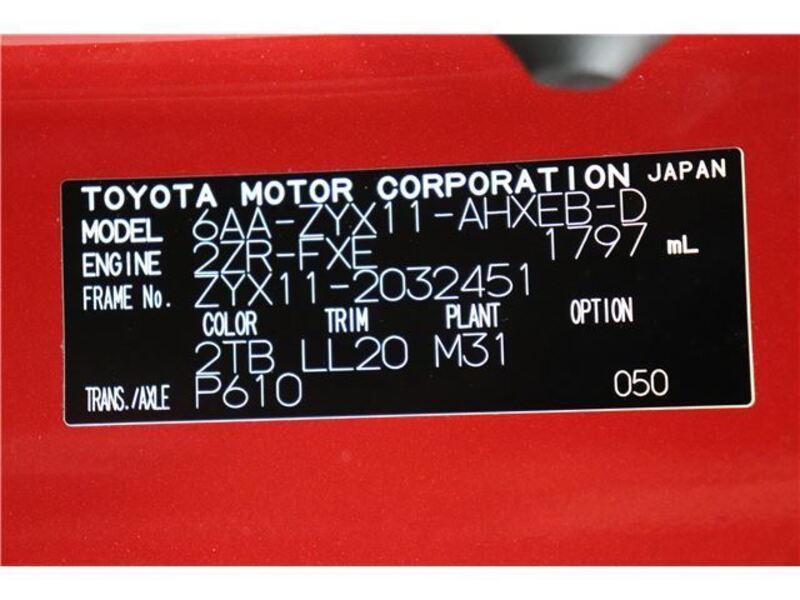 TOYOTA MOTOR CORPORATION JAPAN
MODEL 6AA-ZYX11-AHXEB-D
ENGINE 2ZR-FXE 1797 mL
FRAME No. ZYX11-2032451
COLOR TRIM PLANT OPTION
2TB LL20 M31
TRANS./AXLE P610 050